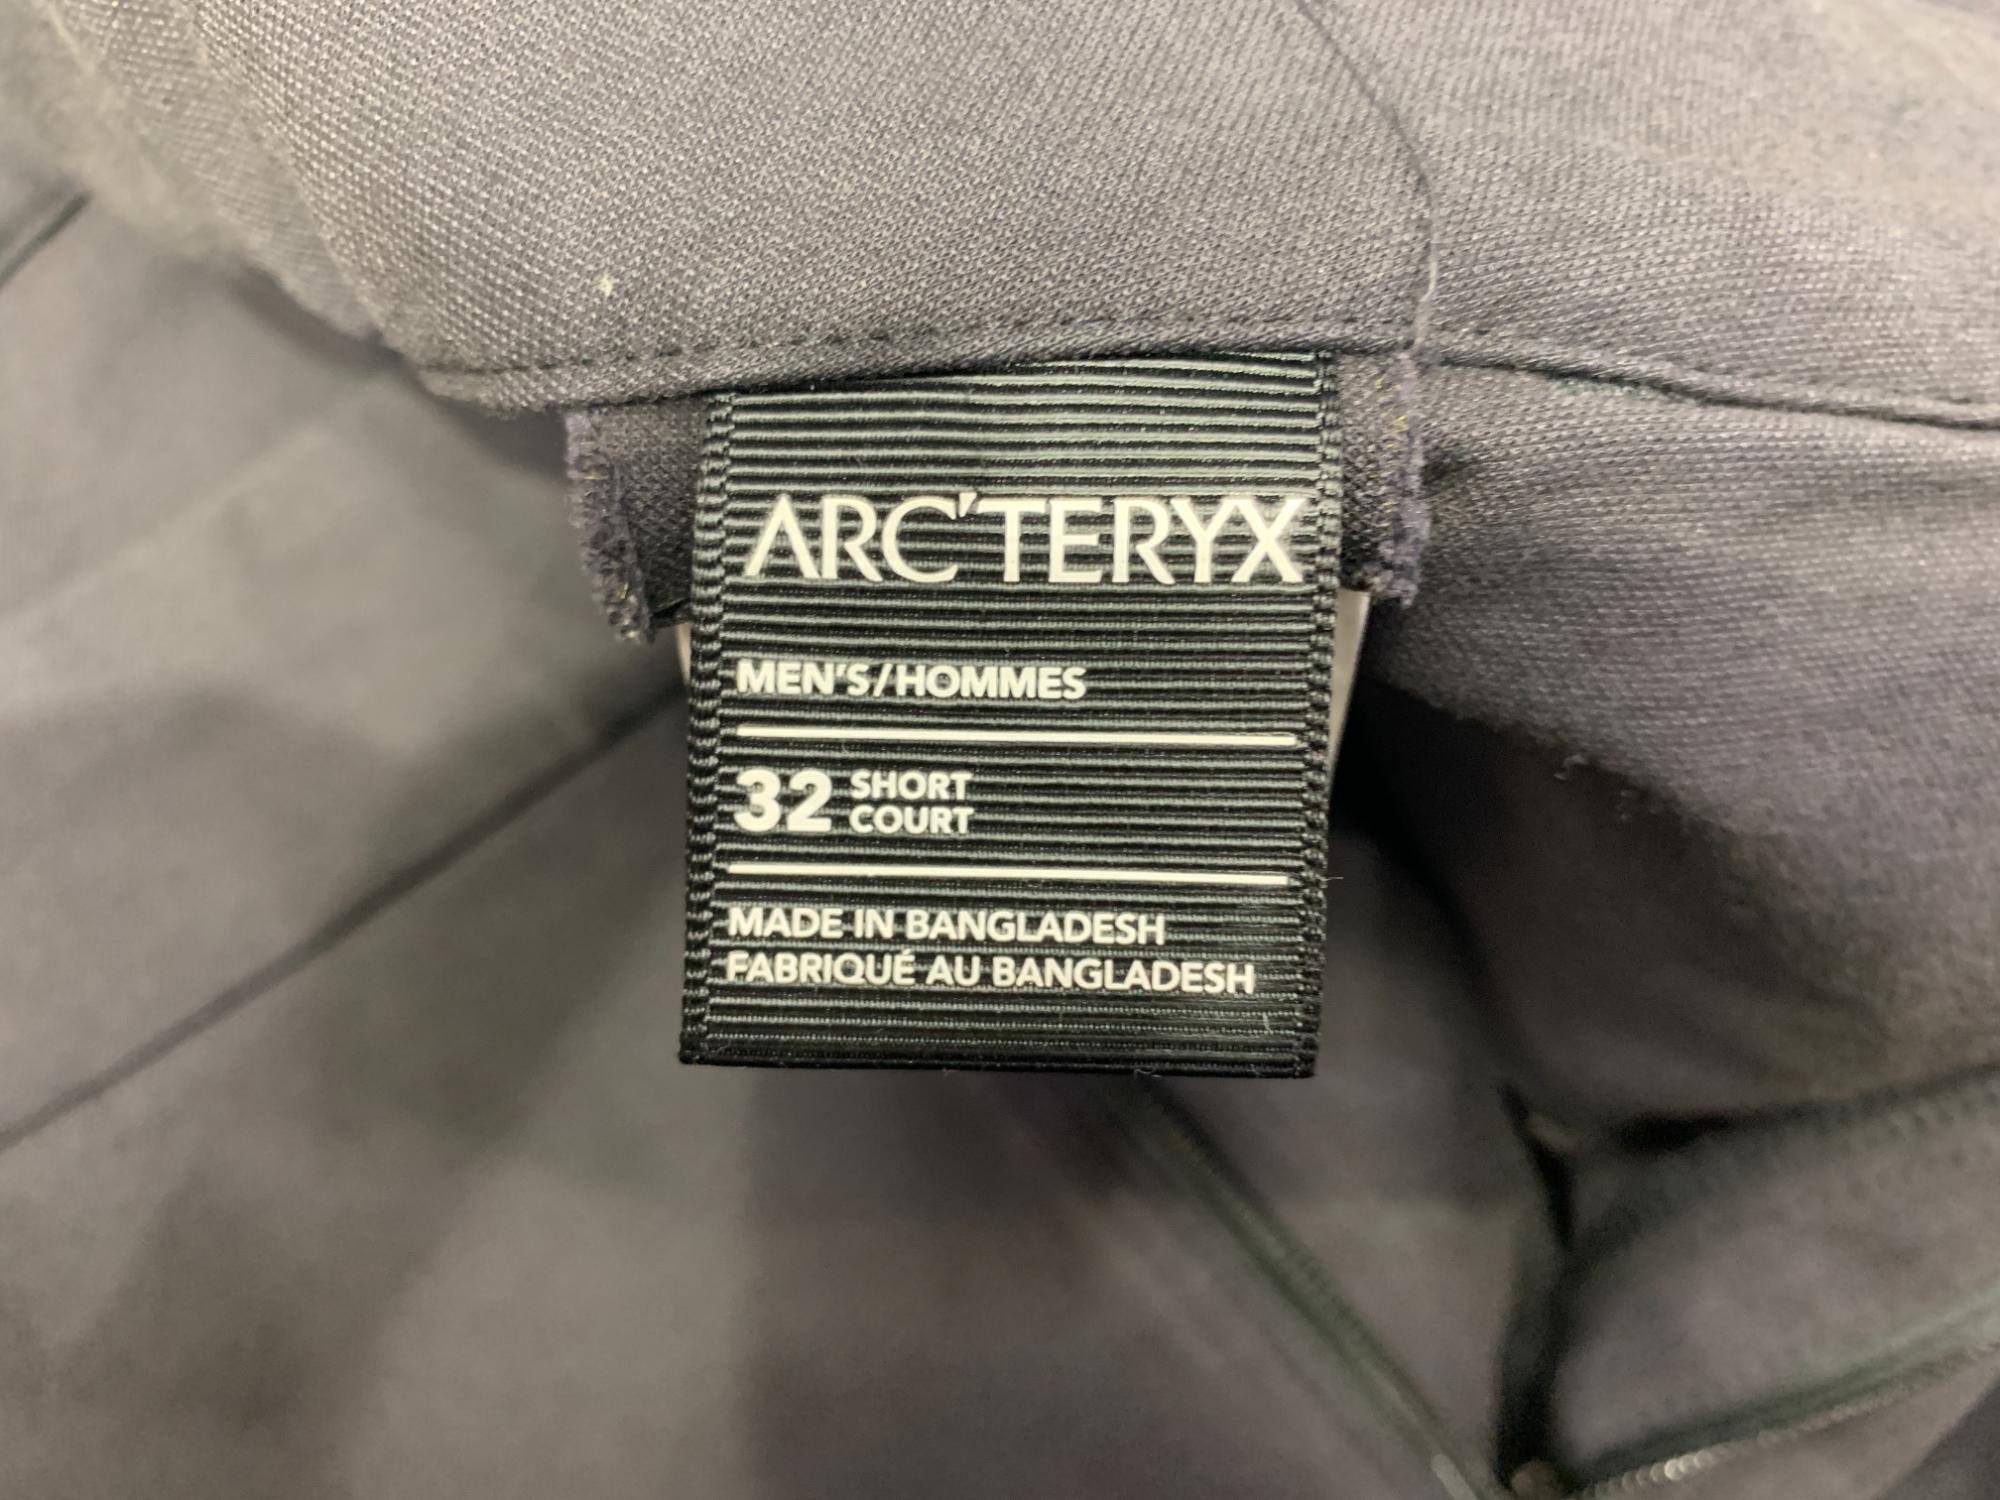 ARC'TERYX
MEN'S/HOMMES
32 SHORT
COURT
MADE IN BANGLADESH
FABRIQUÉ AU BANGLADESH